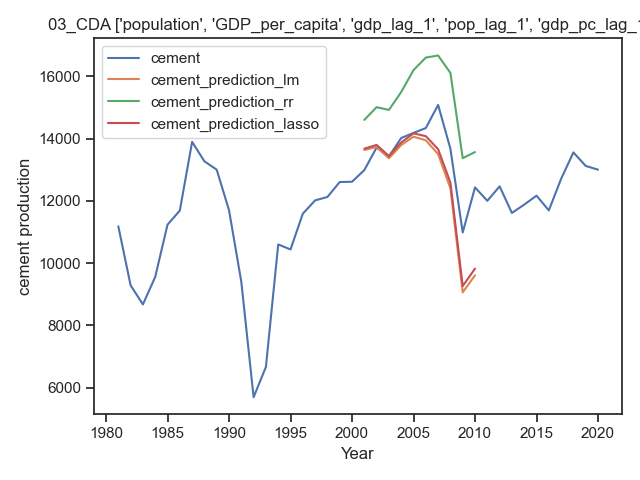 03_CDA ['population', 'GDP_per_capita', 'gdp_lag_1', 'pop_lag_1', 'gdp_pc_lag_1
cement
cement_prediction_lm
cement_prediction_rr
cement_prediction_lasso
16000
14000
12000
10000
8000
6000
cement production
1980 1985 1990 1995 2000 2005 2010 2015 2020
Year